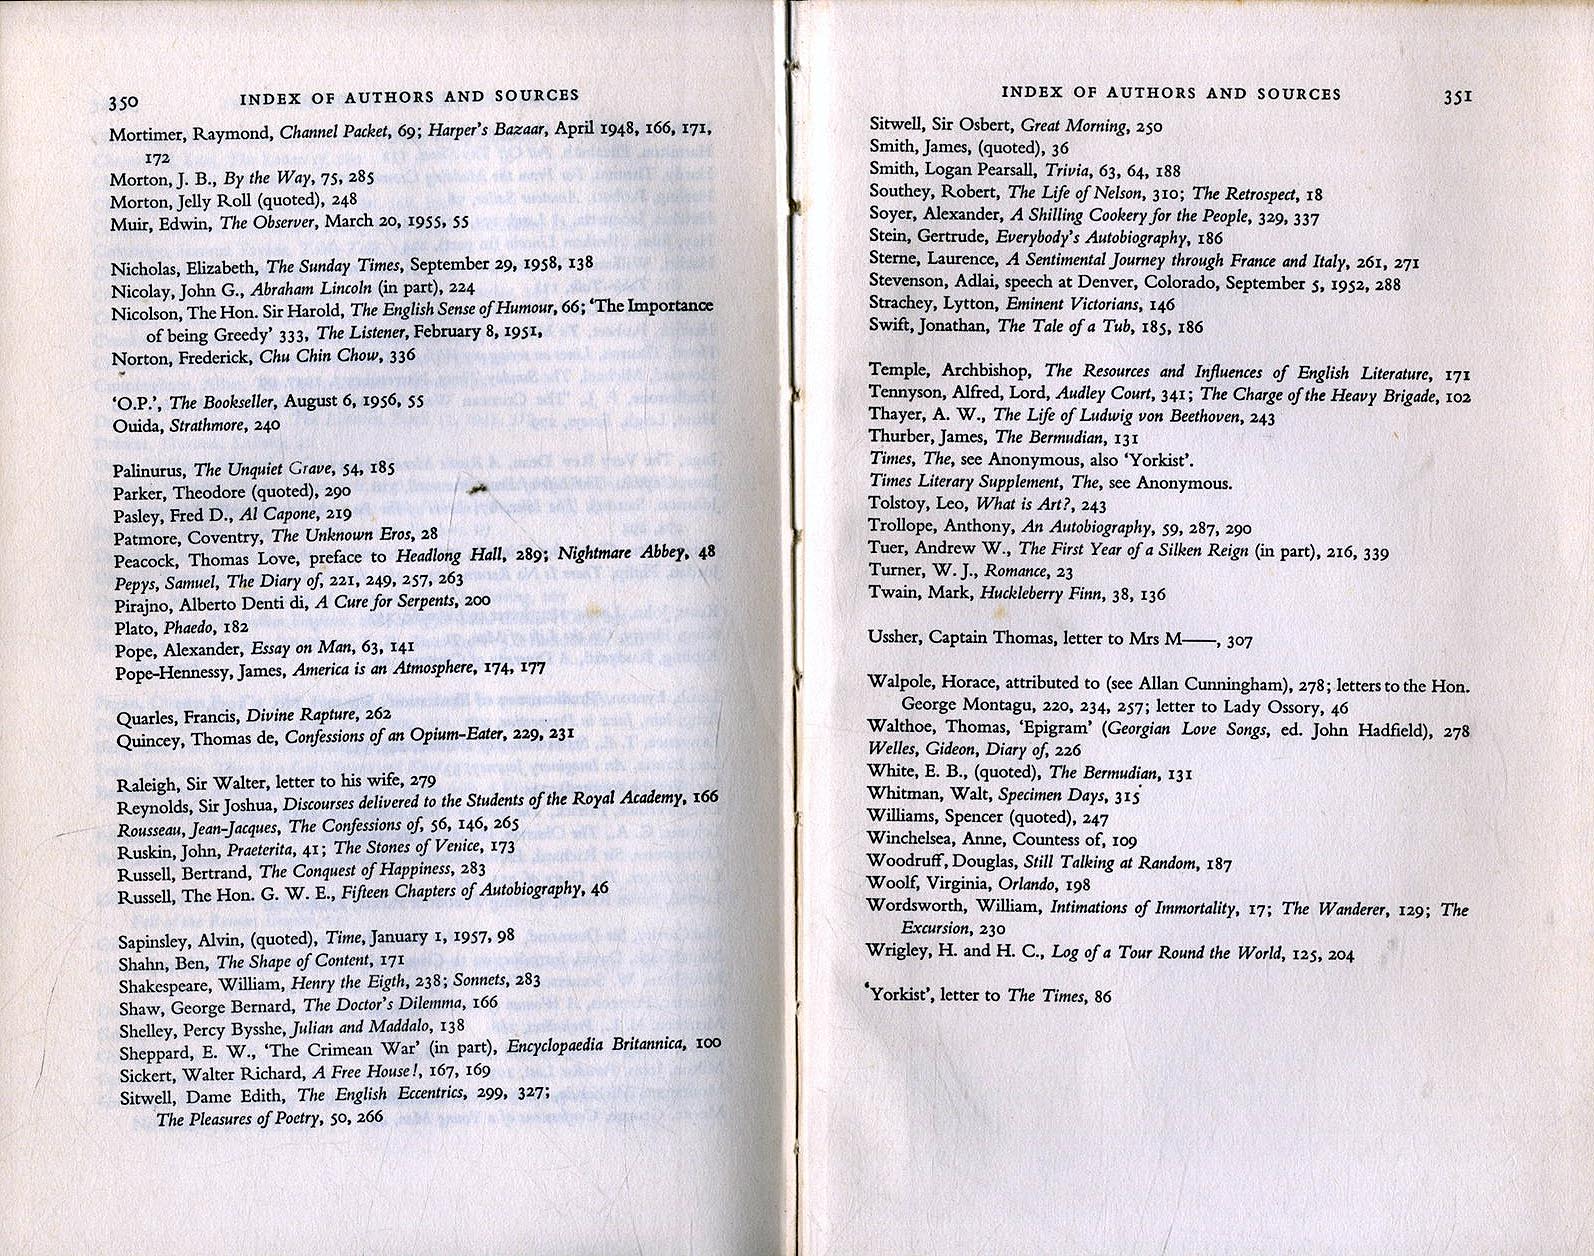 350 INDEX OF AUTHORS AND SOURCES
Mortimer, Raymond, Channel Packet, 69; Harper's Bazaar, April 1948, 166, 171,
172
Morton, J. B., By the Way, 75, 285
Morton, Jelly Roll (quoted), 248
Muir, Edwin, The Observer, March 20, 1955, 55
Nicholas, Elizabeth, The Sunday Times, September 29, 1958, 138
Nicolay, John G., Abraham Lincoln (in part), 224
Nicolson, The Hon. Sir Harold, The English Sense of Humour, 66; 'The Importance
of being Greedy' 333, The Listener, February 8, 1951,
Norton, Frederick, Chu Chin Chow, 336
'O.P.', The Bookseller, August 6, 1956, 55
Ouida, Strathmore, 240
Palinurus, The Unquiet Grave, 54, 185
Parker, Theodore (quoted), 290
Pasley, Fred D., Al Capone, 219
Patmore, Coventry, The Unknown Eros, 28
Peacock, Thomas Love, preface to Headlong Hall, 289; Nightmare Abbey, 48
Pepys, Samuel, The Diary of, 221, 249, 257, 263
Pirajno, Alberto Denti di, A Cure for Serpents, 200
Plato, Phaedo, 182
Pope, Alexander, Essay on Man, 63, 141
Pope-Hennessy, James, America is an Atmosphere, 174, 177
Quarles, Francis, Divine Rapture, 262
Quincey, Thomas de, Confessions of an Opium-Eater, 229, 231
Raleigh, Sir Walter, letter to his wife, 279
Reynolds, Sir Joshua, Discourses delivered to the Students of the Royal Academy, 166
Rousseau, Jean-Jacques, The Confessions of, 56, 146, 265
Ruskin, John, Praeterita, 41; The Stones of Venice, 173
Russell, Bertrand, The Conquest of Happiness, 283
Russell, The Hon. G. W. E., Fifteen Chapters of Autobiography, 46
Sapinsley, Alvin, (quoted), Time, January 1, 1957, 98
Shahn, Ben, The Shape of Content, 171
Shakespeare, William, Henry the Eigth, 238; Sonnets, 283
Shaw, George Bernard, The Doctor's Dilemma, 166
Shelley, Percy Bysshe, Julian and Maddalo, 138
Sheppard, E. W., 'The Crimean War' (in part), Encyclopaedia Britannica, 100
Sickert, Walter Richard, A Free House!, 167, 169
Sitwell, Dame Edith, The English Eccentrics, 299, 327;
The Pleasures of Poetry, 50, 266
INDEX OF AUTHORS AND SOURCES 351
Sitwell, Sir Osbert, Great Morning, 250
Smith, James, (quoted), 36
Smith, Logan Pearsall, Trivia, 63, 64, 188
Southey, Robert, The Life of Nelson, 310; The Retrospect, 18
Soyer, Alexander, A Shilling Cookery for the People, 329, 337
Stein, Gertrude, Everybody's Autobiography, 186
Sterne, Laurence, A Sentimental Journey through France and Italy, 261, 271
Stevenson, Adlai, speech at Denver, Colorado, September 5, 1952, 288
Strachey, Lytton, Eminent Victorians, 146
Swift, Jonathan, The Tale of a Tub, 185, 186
Temple, Archbishop, The Resources and Influences of English Literature, 171
Tennyson, Alfred, Lord, Audley Court, 341; The Charge of the Heavy Brigade, 102
Thayer, A. W., The Life of Ludwig von Beethoven, 243
Thurber, James, The Bermudian, 131
Times, The, see Anonymous, also 'Yorkist'.
Times Literary Supplement, The, see Anonymous.
Tolstoy, Leo, What is Art?, 243
Trollope, Anthony, An Autobiography, 59, 287, 290
Tuer, Andrew W., The First Year of a Silken Reign (in part), 216, 339
Turner, W. J., Romance, 23
Twain, Mark, Huckleberry Finn, 38, 136
Ussher, Captain Thomas, letter to Mrs M——, 307
Walpole, Horace, attributed to (see Allan Cunningham), 278; letters to the Hon.
George Montagu, 220, 234, 257; letter to Lady Ossory, 46
Walthoe, Thomas, 'Epigram' (Georgian Love Songs, ed. John Hadfield), 278
Welles, Gideon, Diary of, 226
White, E. B., (quoted), The Bermudian, 131
Whitman, Walt, Specimen Days, 315
Williams, Spencer (quoted), 247
Winchelsea, Anne, Countess of, 109
Woodruff, Douglas, Still Talking at Random, 187
Woolf, Virginia, Orlando, 198
Wordsworth, William, Intimations of Immortality, 17; The Wanderer, 129; The
Excursion, 230
Wrigley, H. and H. C., Log of a Tour Round the World, 125, 204
'Yorkist', letter to The Times, 86